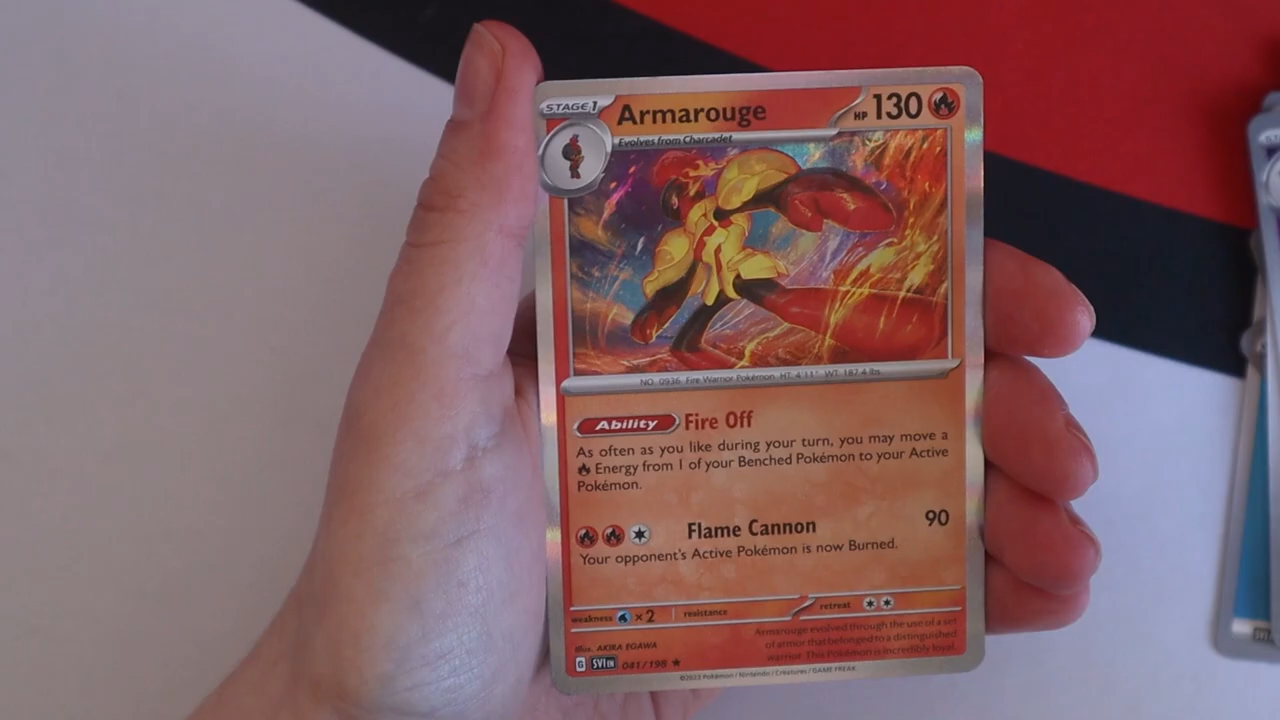 STAGE 1
Armarouge
HP 130
Evolves from Charcadet
NO. 0936 Fire Warrior Pokémon HT: 4'11" WT: 187.4 lbs.
Ability Fire Off
As often as you like during your turn, you may move a
Energy from 1 of your Benched Pokémon to your Active
Pokémon.
Flame Cannon 90
Your opponent's Active Pokémon is now Burned.
weakness ×2 resistance retreat
Illus. AKIRA EGAWA
Armarouge evolved through the use of a set
of armor that belonged to a distinguished
warrior. This Pokémon is incredibly loyal.
G SVI EN 041/198
©2023 Pokémon / Nintendo / Creatures / GAME FREAK